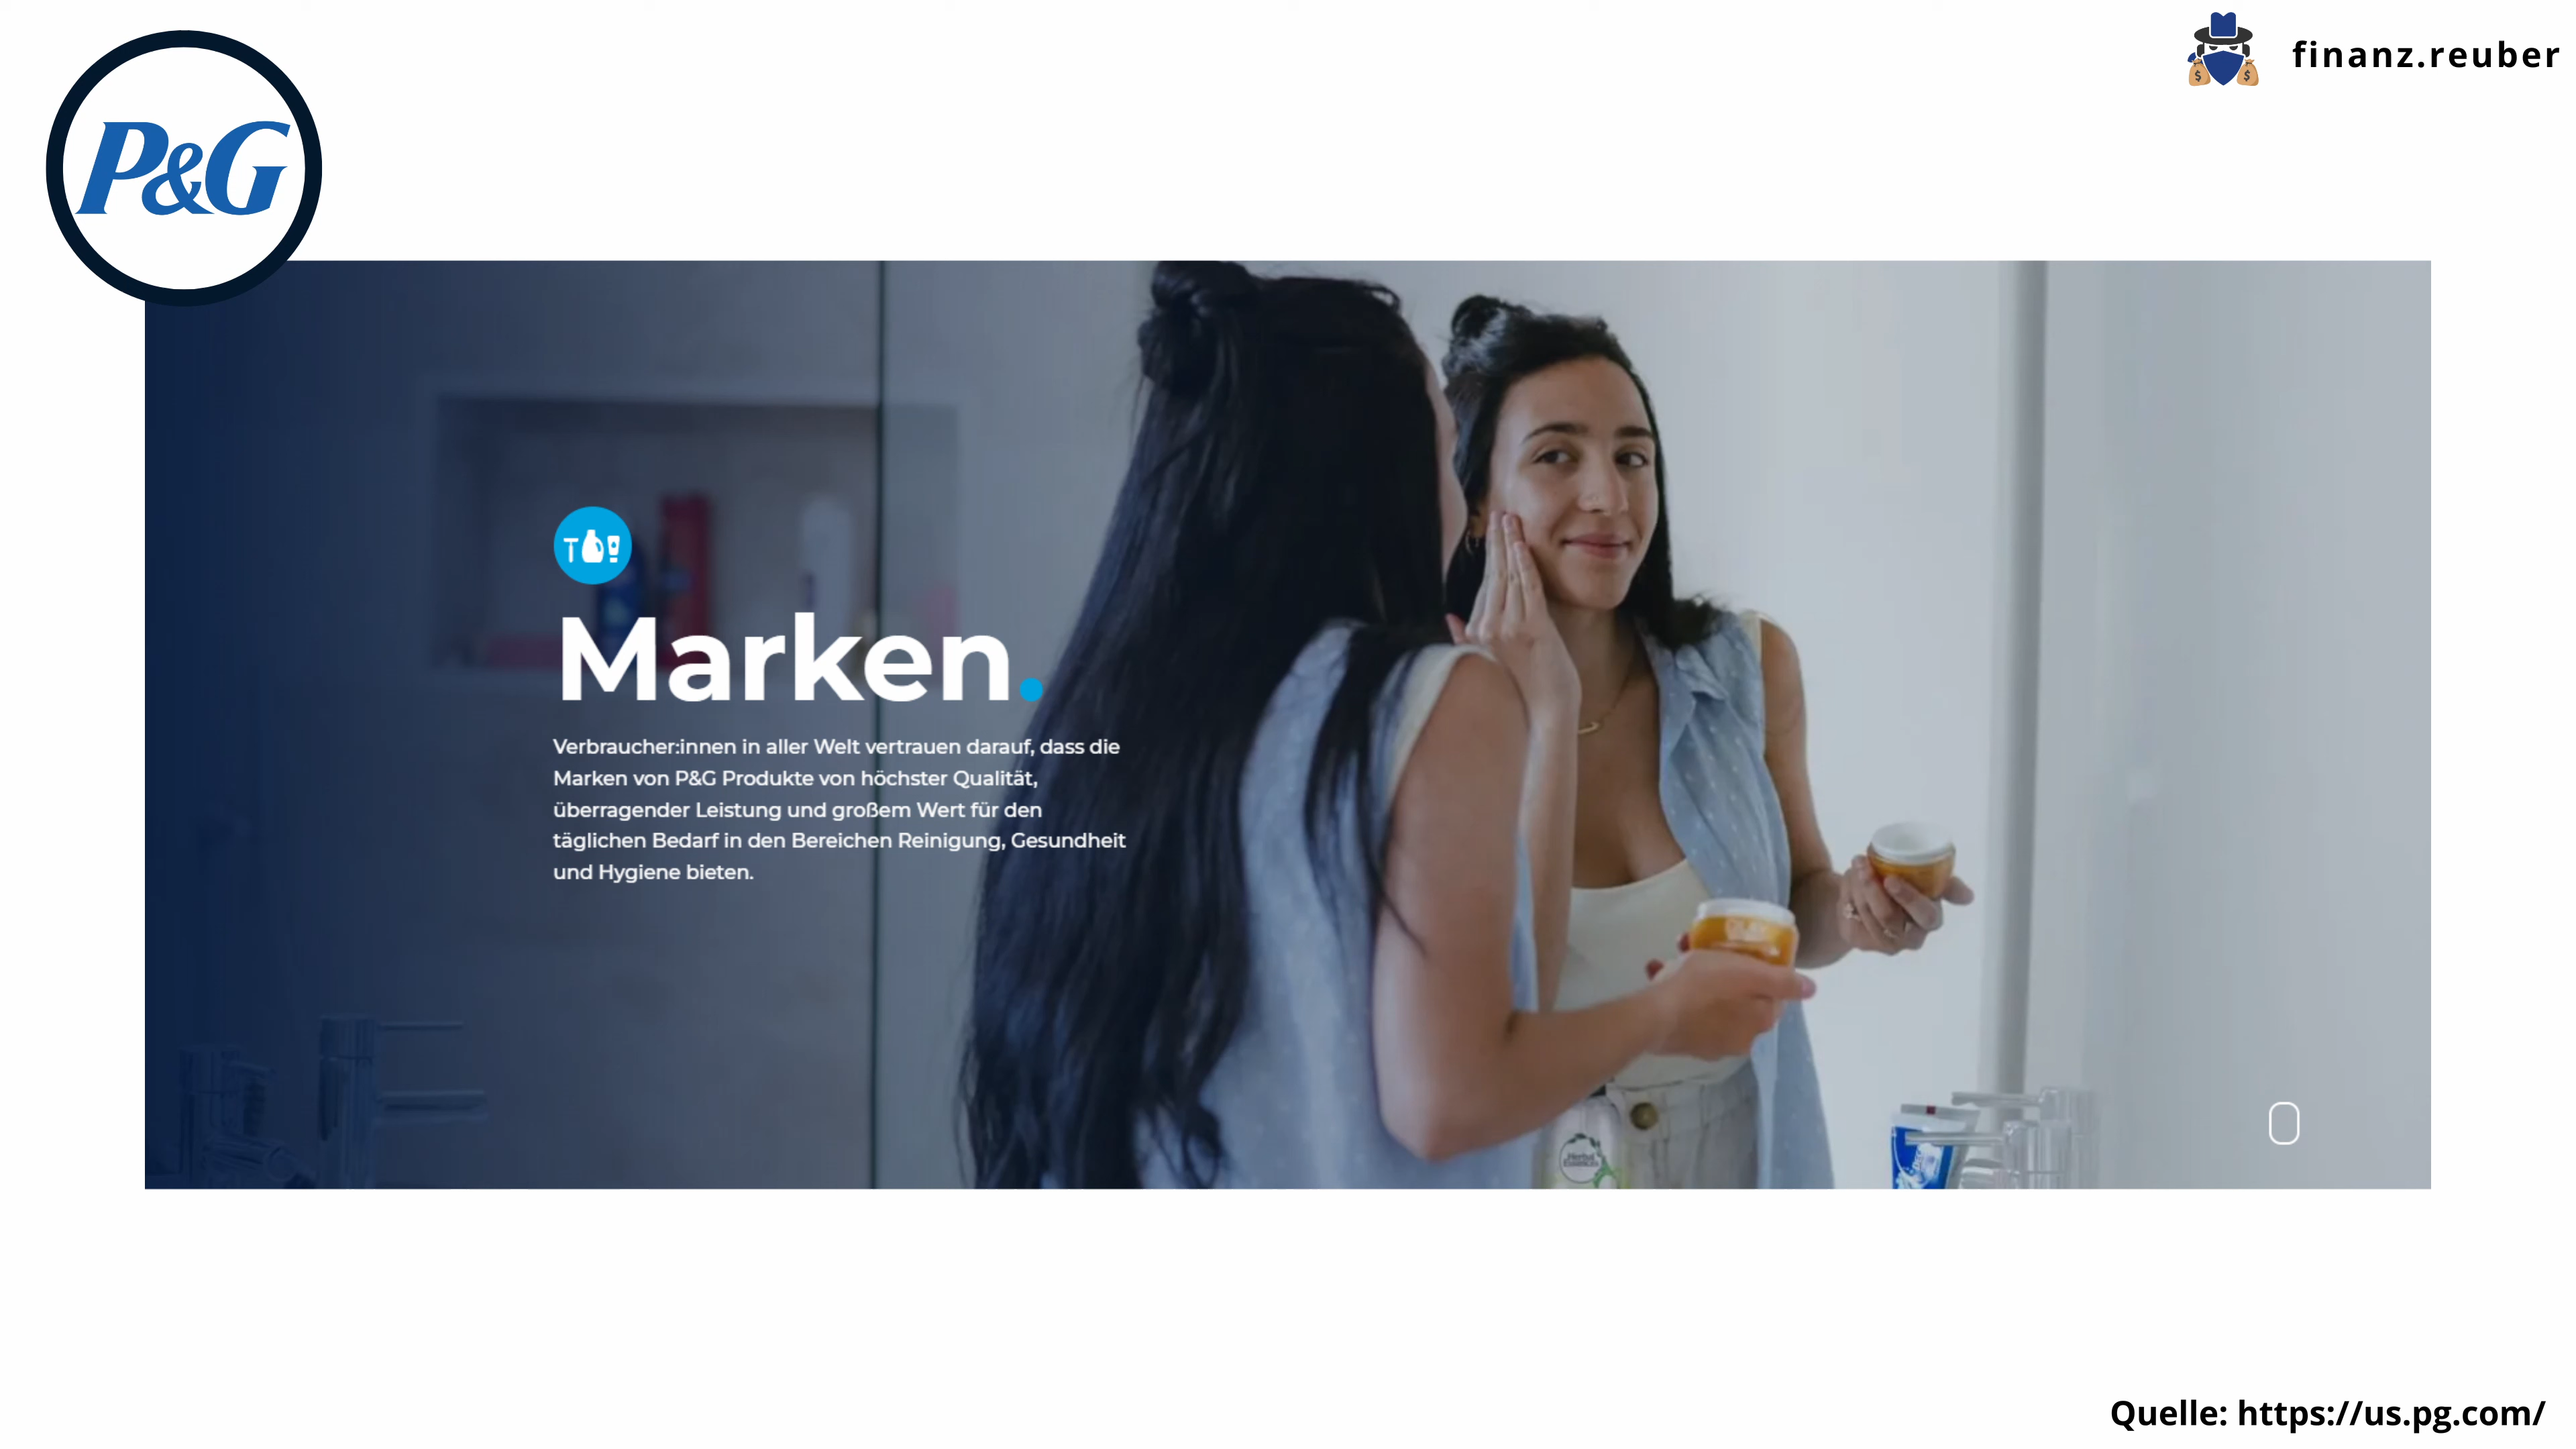 P&G
finanz.reuber
Marken.
Verbraucher:innen in aller Welt vertrauen darauf, dass die
Marken von P&G Produkte von höchster Qualität,
überragender Leistung und großem Wert für den
täglichen Bedarf in den Bereichen Reinigung, Gesundheit
und Hygiene bieten.
Herbal
Essences
Quelle: https://us.pg.com/